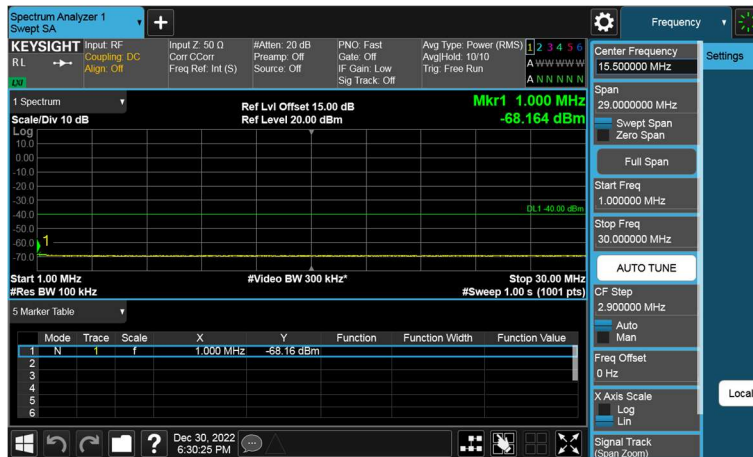 Spectrum Analyzer 1
Swept SA
+
Frequency
KEYSIGHT
RL
LXI
Input: RF
Coupling: DC
Align: Off
Input Z: 50 Ω
Corr CCorr
Freq Ref: Int (S)
#Atten: 20 dB
Preamp: Off
Source: Off
PNO: Fast
Gate: Off
IF Gain: Low
Sig Track: Off
Avg Type: Power (RMS)
Avg|Hold: 10/10
Trig: Free Run
1 2 3 4 5 6
A W W W W W
A N N N N N
1 Spectrum
Scale/Div 10 dB
Ref Lvl Offset 15.00 dB
Ref Level 20.00 dBm
Mkr1 1.000 MHz
-68.164 dBm
Log
10.0
0.00
-10.0
-20.0
-30.0
-40.0
DL1 -40.00 dBm
-50.0
-60.0
1
-70.0
Start 1.00 MHz
#Video BW 300 kHz*
Stop 30.00 MHz
#Res BW 100 kHz
#Sweep 1.00 s (1001 pts)
5 Marker Table
Mode Trace Scale X Y Function Function Width Function Value
1 N 1 f 1.000 MHz -68.16 dBm
2
3
4
5
6
Dec 30, 2022
6:30:25 PM
?
Center Frequency
15.500000 MHz
Settings
Span
29.0000000 MHz
Swept Span
Zero Span
Full Span
Start Freq
1.000000 MHz
Stop Freq
30.000000 MHz
AUTO TUNE
CF Step
2.900000 MHz
Auto
Man
Freq Offset
0 Hz
Local
X Axis Scale
Log
Lin
Signal Track
(Span Zoom)